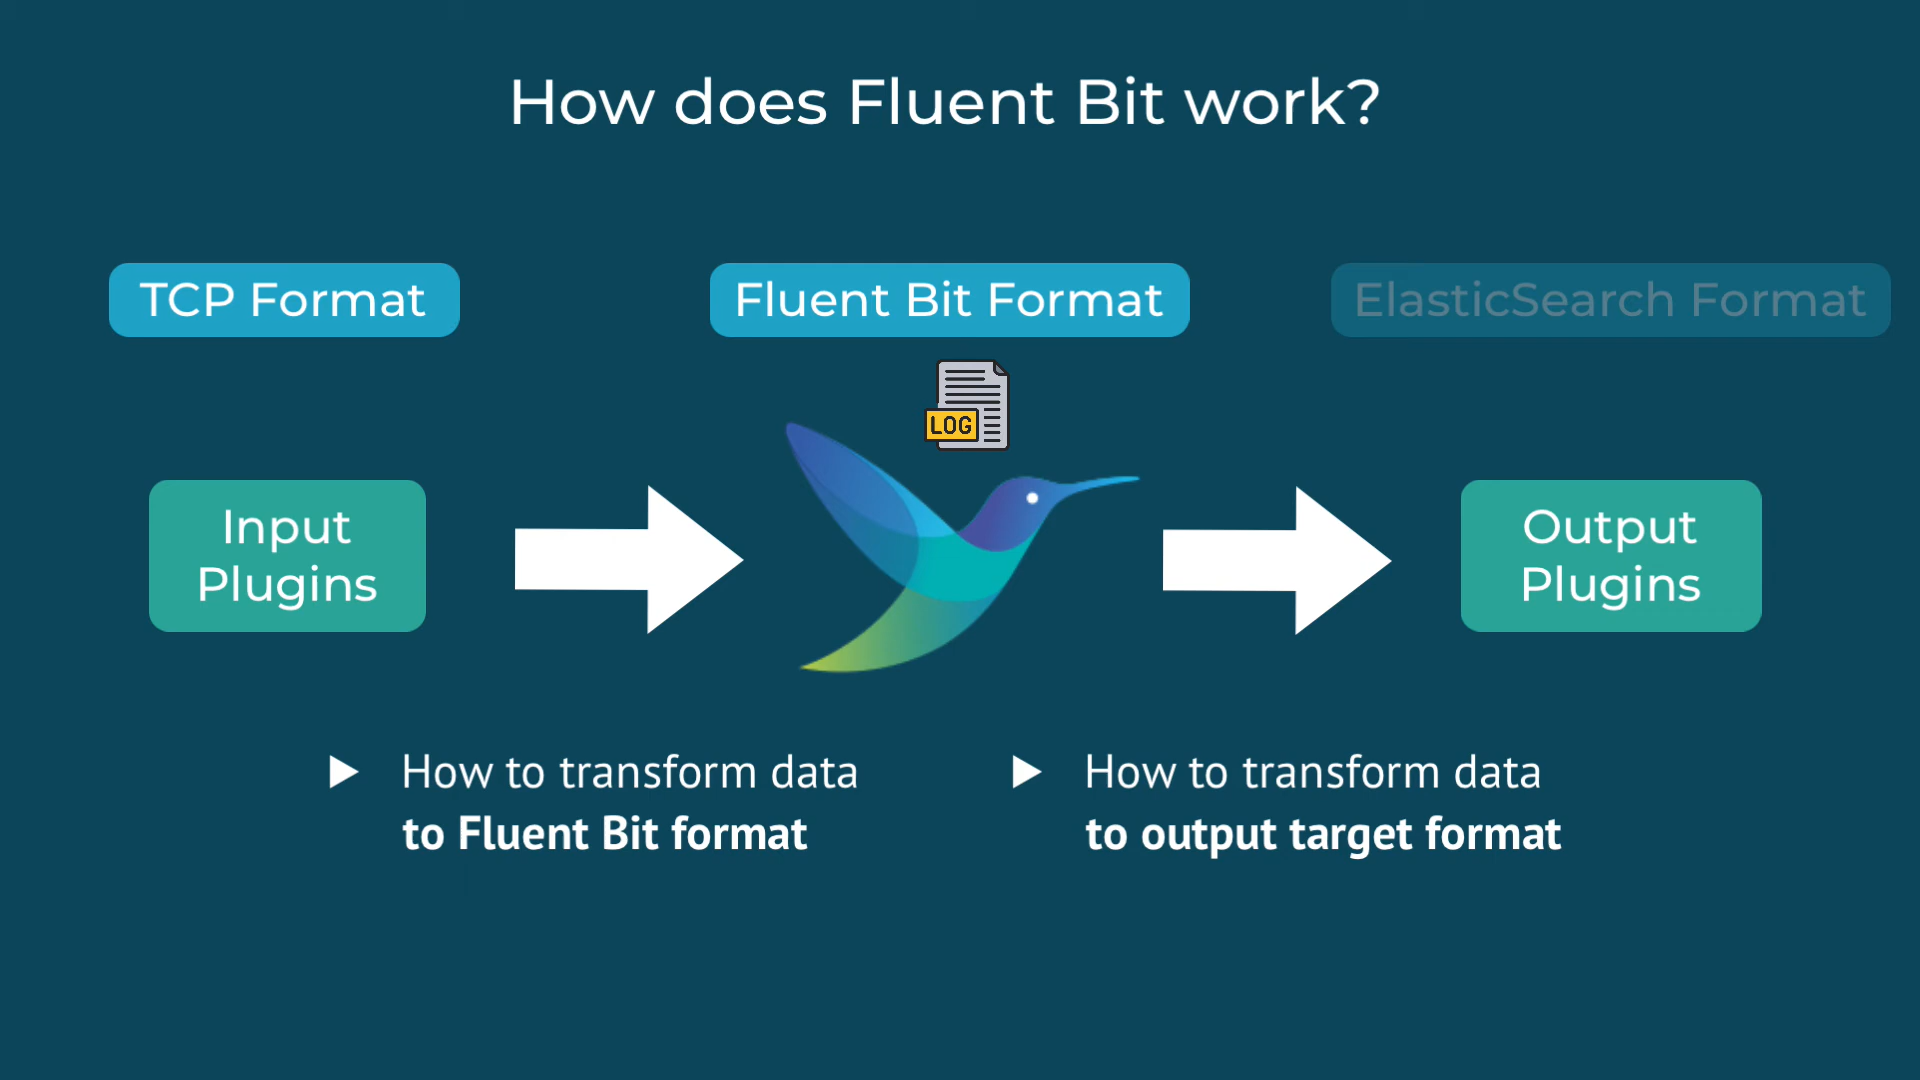 How does Fluent Bit work?
TCP Format
Fluent Bit Format
ElasticSearch Format
LOG
Input
Plugins
Output
Plugins
How to transform data
to Fluent Bit format
How to transform data
to output target format